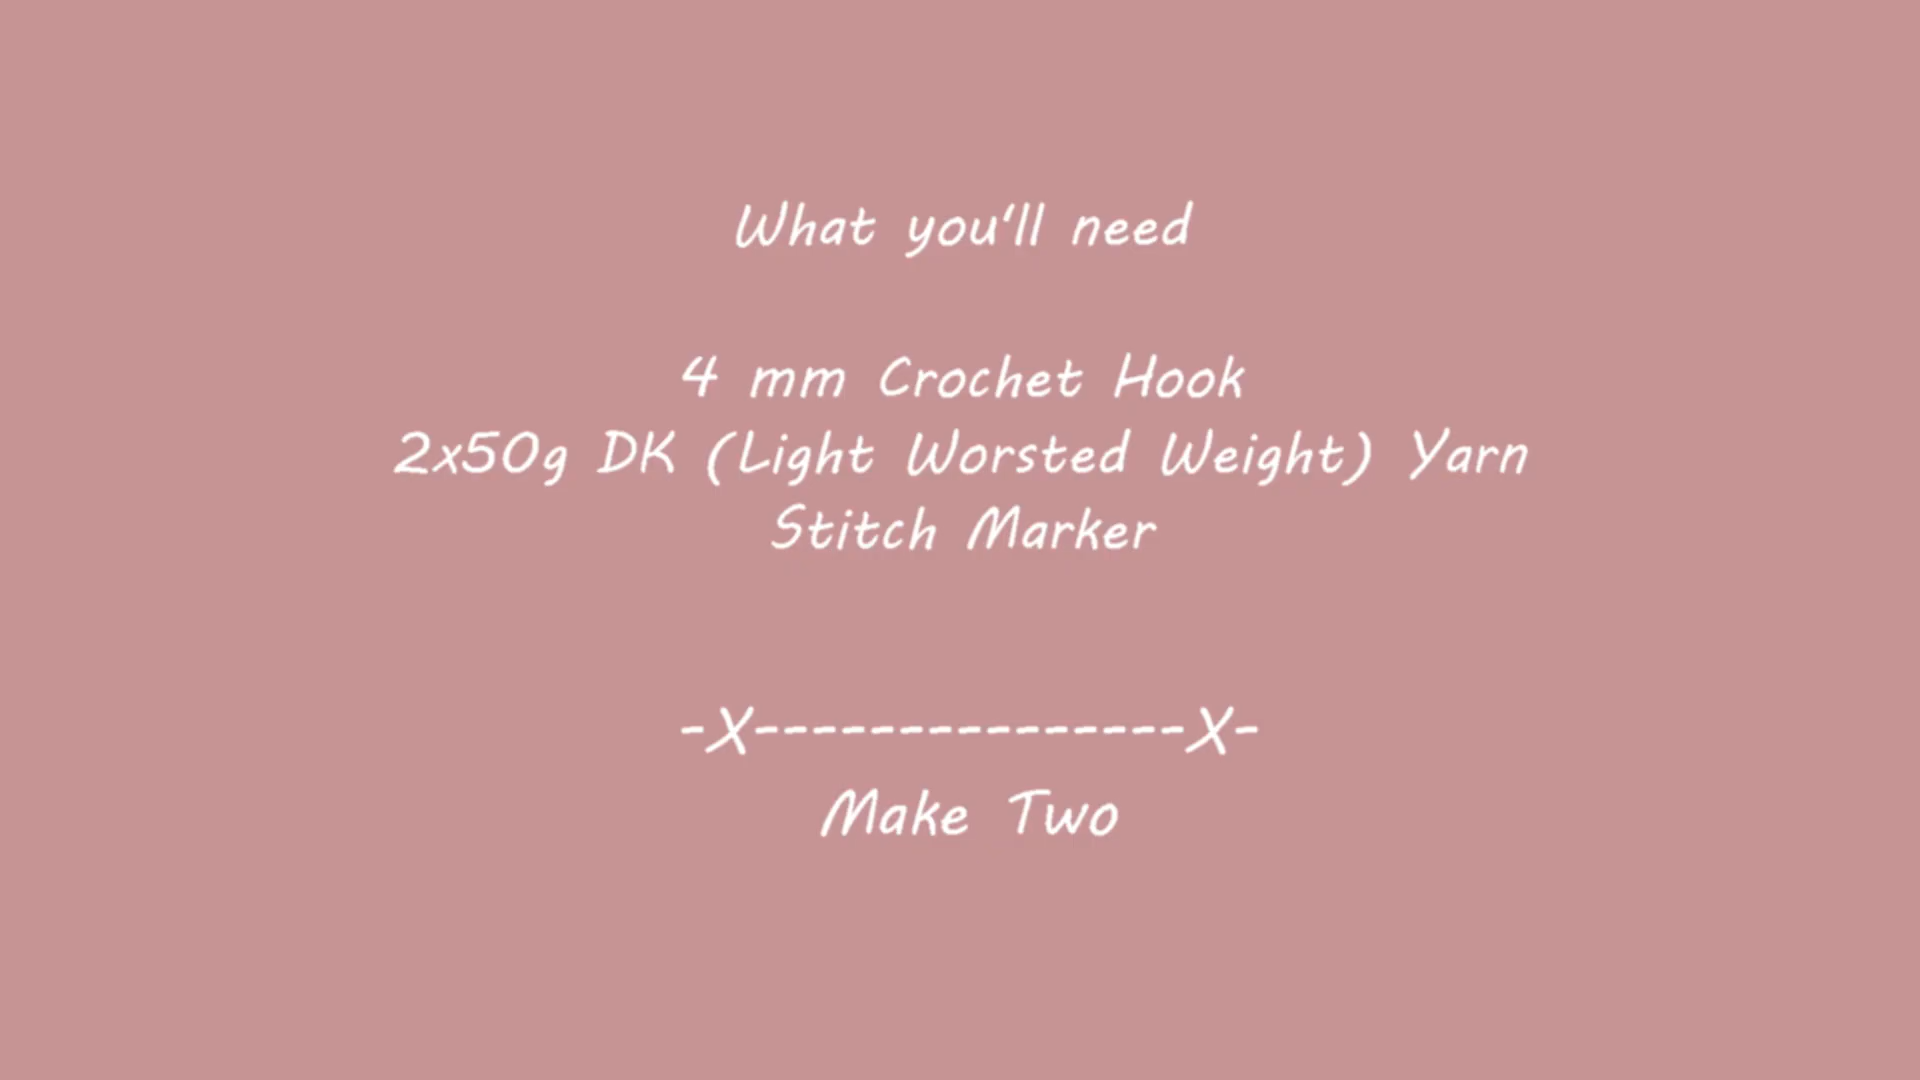 What you'll need
4 mm Crochet Hook
2x50g DK (Light Worsted Weight) Yarn
Stitch Marker
-X---------------X-
Make Two